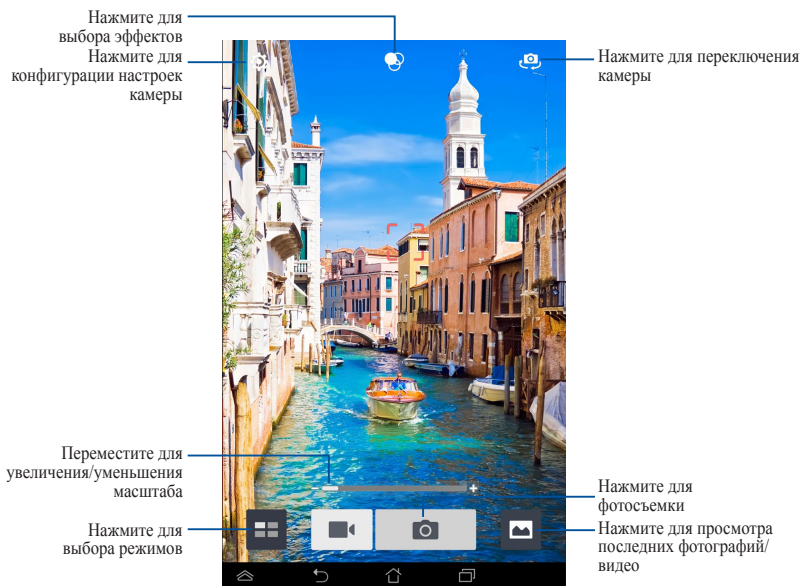 Нажмите для
выбора эффектов
Нажмите для
конфигурации настроек
камеры
Нажмите для переключения
камеры
Переместите для
увеличения/уменьшения
масштаба
Нажмите для
выбора режимов
Нажмите для
фотосъемки
Нажмите для просмотра
последних фотографий/
видео